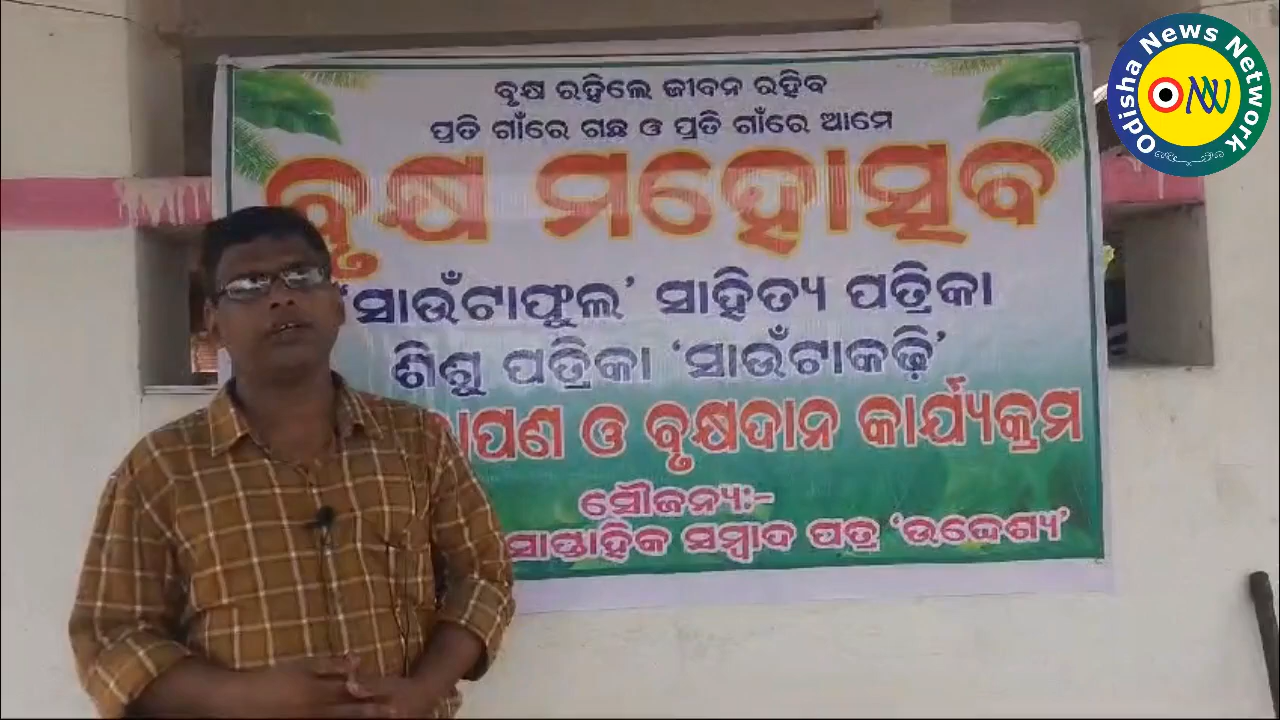 ବୃକ୍ଷ ରହିଲେ ଜୀବନ ରହିବ
ପ୍ରତି ଗାଁରେ ଗଛ ଓ ପ୍ରତି ଗାଁରେ ଆମେ
ବୃକ୍ଷ ମହୋତ୍ସବ
‘ସାଉଁଟାଫୁଲ’ ସାହିତ୍ୟ ପତ୍ରିକା
ଶିଶୁ ପତ୍ରିକା ‘ସାଉଁଟାକଢ଼ି’
ଓ ବୃକ୍ଷଦାନ କାର୍ଯ୍ୟକ୍ରମ
ସୌଜନ୍ୟଃ-
ସାପ୍ତାହିକ ସମ୍ବାଦ ପତ୍ର ‘ଉଦ୍ଦେଶ୍ୟ’
Odisha News Network
ONN